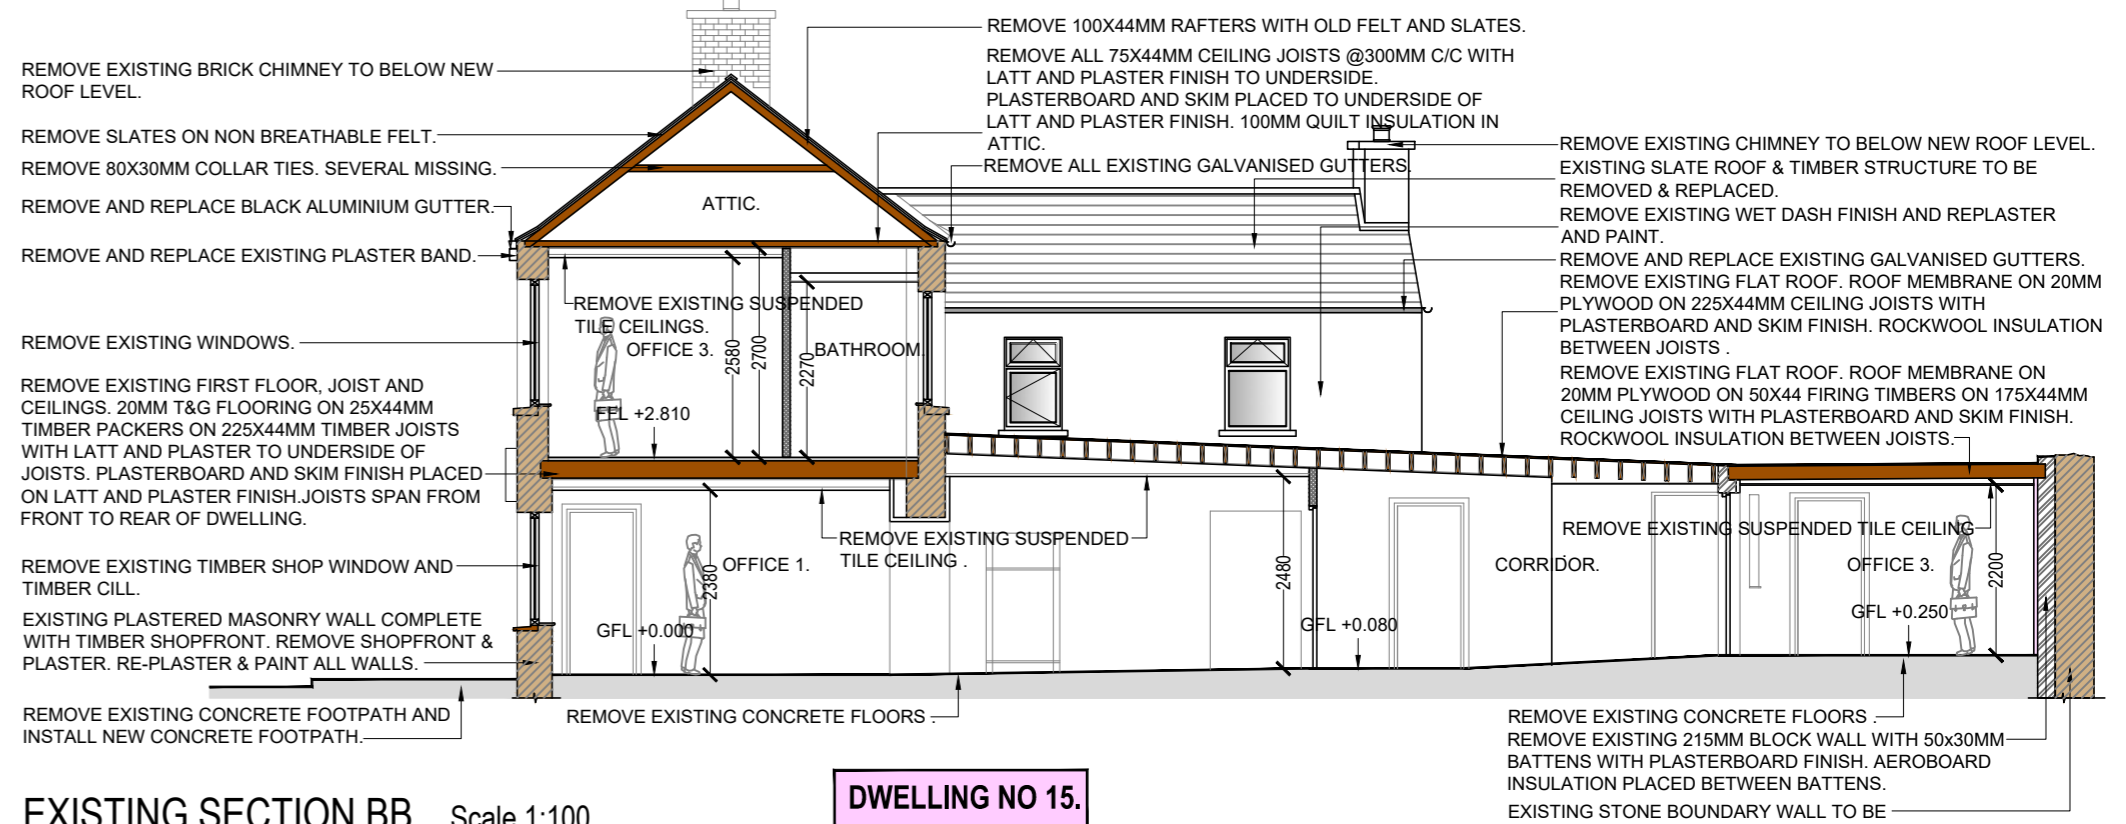 REMOVE EXISTING BRICK CHIMNEY TO BELOW NEW
ROOF LEVEL.
REMOVE SLATES ON NON BREATHABLE FELT.
REMOVE 80X30MM COLLAR TIES. SEVERAL MISSING.
REMOVE AND REPLACE BLACK ALUMINIUM GUTTER.
REMOVE AND REPLACE EXISTING PLASTER BAND.
REMOVE EXISTING WINDOWS.
REMOVE EXISTING FIRST FLOOR, JOIST AND
CEILINGS. 20MM T&G FLOORING ON 25X44MM
TIMBER PACKERS ON 225X44MM TIMBER JOISTS
WITH LATT AND PLASTER TO UNDERSIDE OF
JOISTS. PLASTERBOARD AND SKIM FINISH PLACED
ON LATT AND PLASTER FINISH.JOISTS SPAN FROM
FRONT TO REAR OF DWELLING.
REMOVE EXISTING TIMBER SHOP WINDOW AND
TIMBER CILL.
EXISTING PLASTERED MASONRY WALL COMPLETE
WITH TIMBER SHOPFRONT. REMOVE SHOPFRONT &
PLASTER. RE-PLASTER & PAINT ALL WALLS.
REMOVE EXISTING CONCRETE FOOTPATH AND
INSTALL NEW CONCRETE FOOTPATH.
REMOVE 100X44MM RAFTERS WITH OLD FELT AND SLATES.
REMOVE ALL 75X44MM CEILING JOISTS @300MM C/C WITH
LATT AND PLASTER FINISH TO UNDERSIDE.
PLASTERBOARD AND SKIM PLACED TO UNDERSIDE OF
LATT AND PLASTER FINISH. 100MM QUILT INSULATION IN
ATTIC.
REMOVE ALL EXISTING GALVANISED GUTTERS.
ATTIC.
REMOVE EXISTING SUSPENDED
TILE CEILINGS.
OFFICE 3.
2580
2700
2270
BATHROOM.
FFL +2.810
REMOVE EXISTING SUSPENDED
TILE CEILING .
OFFICE 1.
2380
GFL +0.000
2480
GFL +0.080
CORRIDOR.
REMOVE EXISTING SUSPENDED TILE CEILING
OFFICE 3.
2200
GFL +0.250
REMOVE EXISTING CONCRETE FLOORS .
REMOVE EXISTING CHIMNEY TO BELOW NEW ROOF LEVEL.
EXISTING SLATE ROOF & TIMBER STRUCTURE TO BE
REMOVED & REPLACED.
REMOVE EXISTING WET DASH FINISH AND REPLASTER
AND PAINT.
REMOVE AND REPLACE EXISTING GALVANISED GUTTERS.
REMOVE EXISTING FLAT ROOF. ROOF MEMBRANE ON 20MM
PLYWOOD ON 225X44MM CEILING JOISTS WITH
PLASTERBOARD AND SKIM FINISH. ROCKWOOL INSULATION
BETWEEN JOISTS .
REMOVE EXISTING FLAT ROOF. ROOF MEMBRANE ON
20MM PLYWOOD ON 50X44 FIRING TIMBERS ON 175X44MM
CEILING JOISTS WITH PLASTERBOARD AND SKIM FINISH.
ROCKWOOL INSULATION BETWEEN JOISTS.
REMOVE EXISTING CONCRETE FLOORS .
REMOVE EXISTING 215MM BLOCK WALL WITH 50x30MM
BATTENS WITH PLASTERBOARD FINISH. AEROBOARD
INSULATION PLACED BETWEEN BATTENS.
EXISTING STONE BOUNDARY WALL TO BE
EXISTING SECTION BB Scale 1:100
DWELLING NO 15.